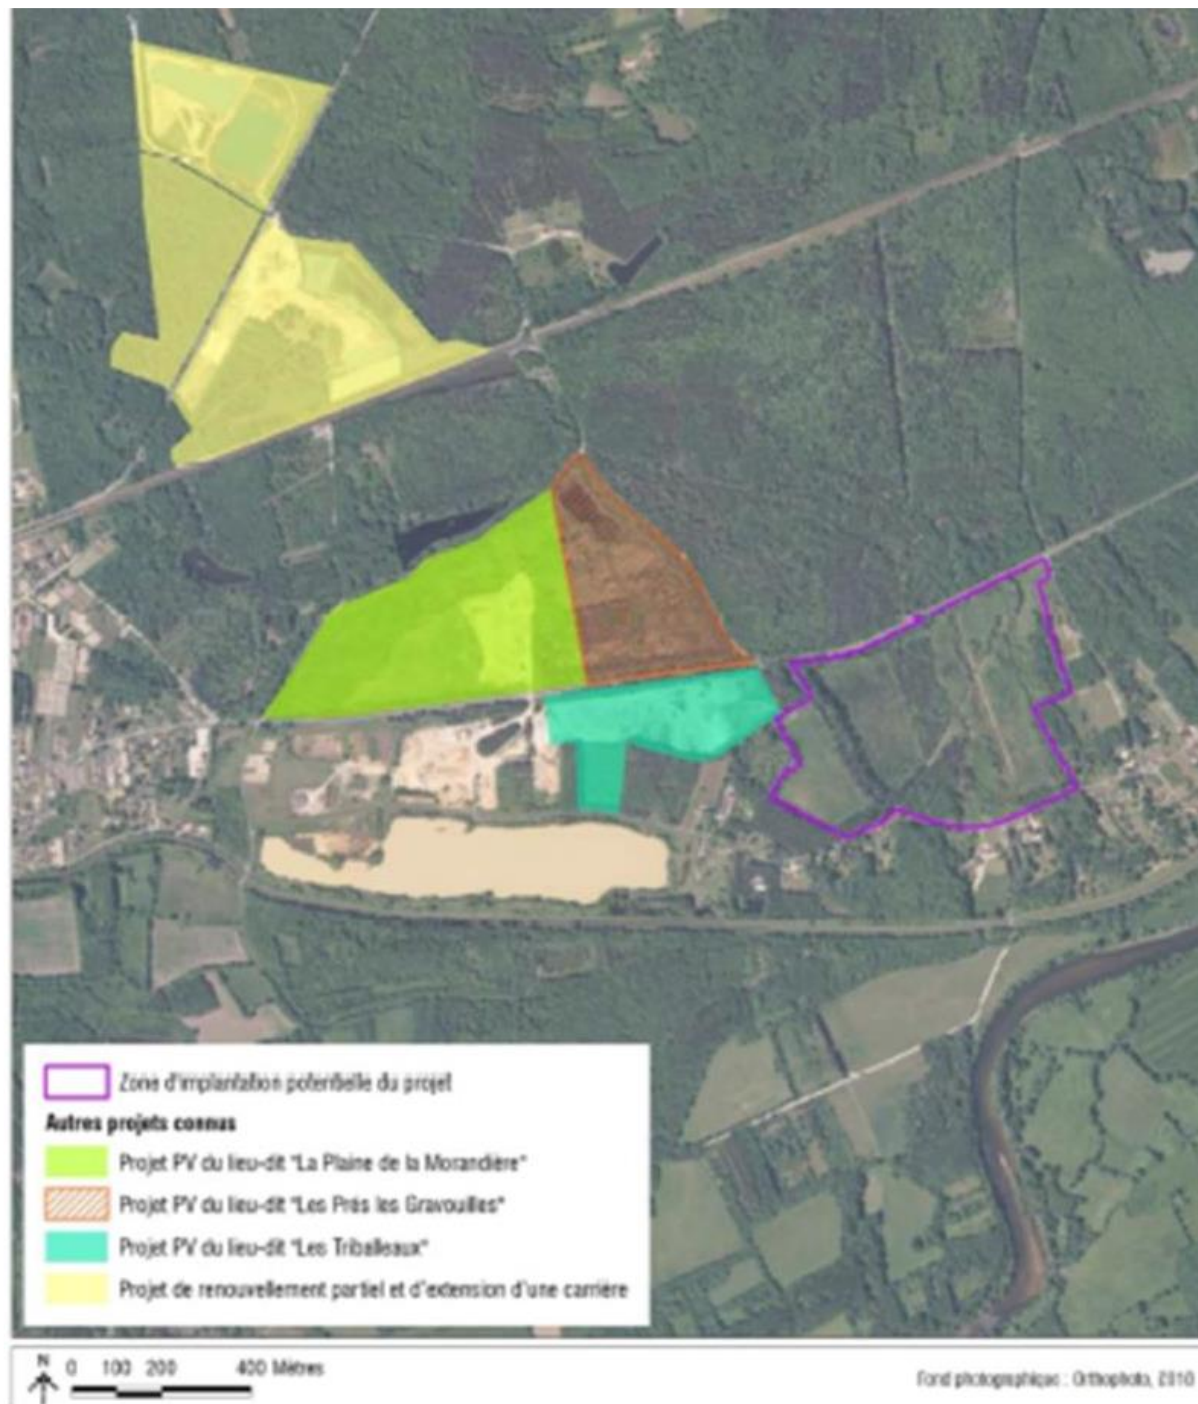 Zone d'implantation potentielle du projet
Autres projets connus
Projet PV du lieu-dit "La Plaine de la Morandière"
Projet PV du lieu-dit "Les Prés les Gravouilles"
Projet PV du lieu-dit "Les Triballeaux"
Projet de renouvellement partiel et d'extension d'une carrière
N 0 100 200 400 Mètres
Fond photographique : Orthophoto,